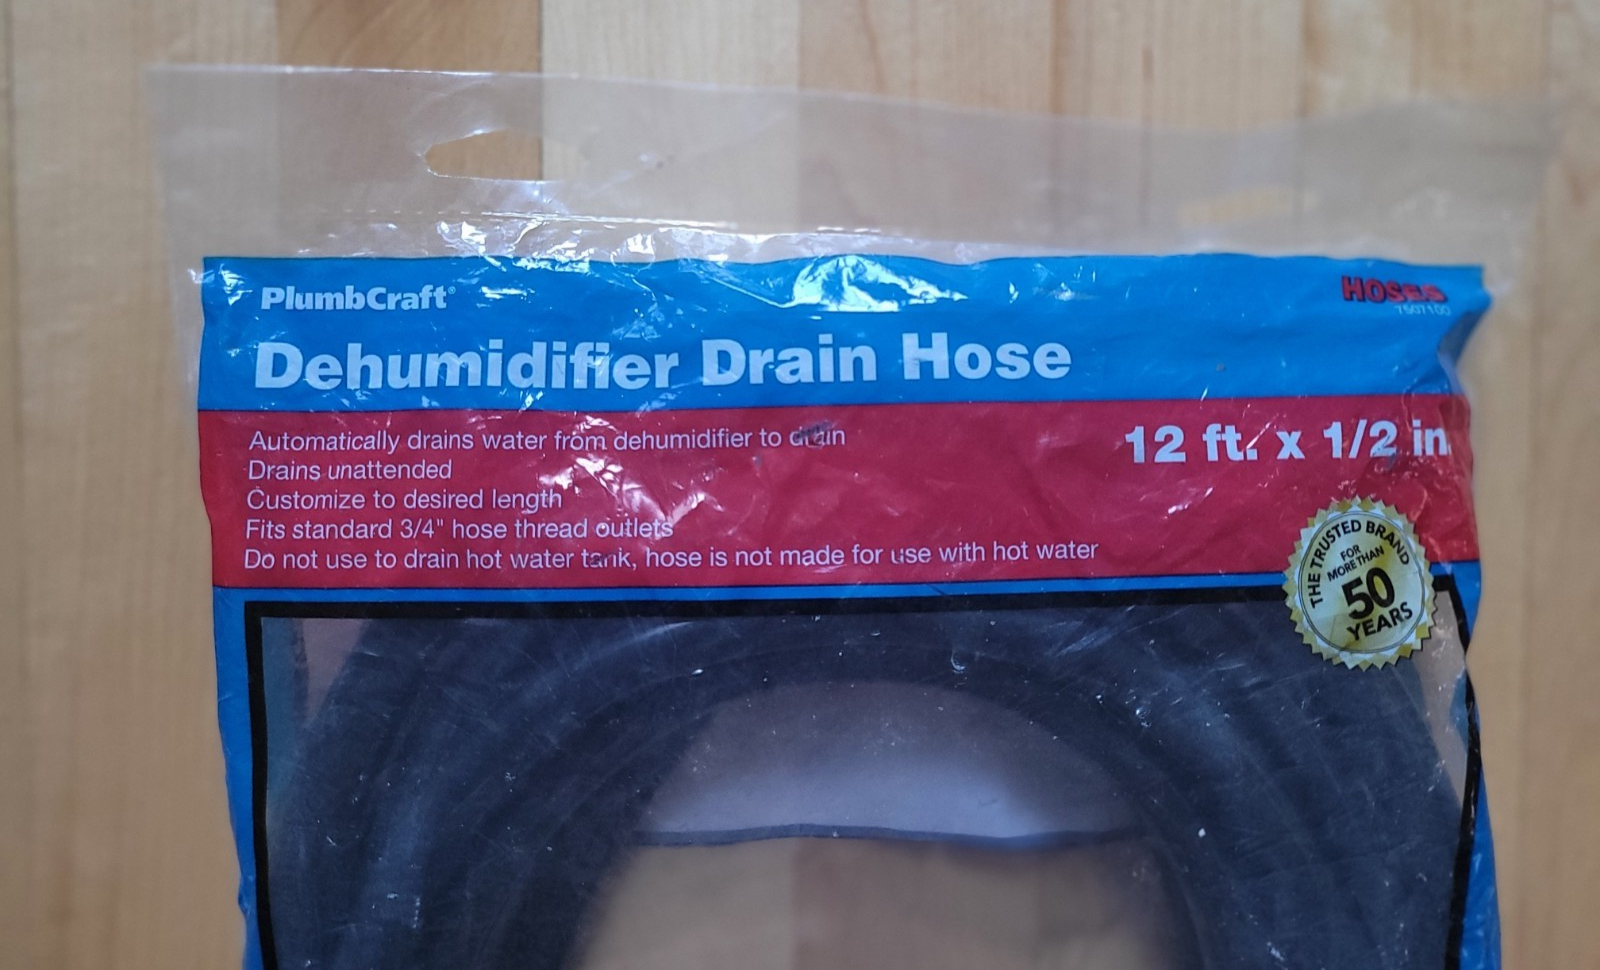 PlumbCraft®
HOSES
7507100
Dehumidifier Drain Hose
Automatically drains water from dehumidifier to drain
Drains unattended
Customize to desired length
Fits standard 3/4" hose thread outlets
Do not use to drain hot water tank, hose is not made for use with hot water
12 ft. x 1/2 in
THE TRUSTED BRAND
FOR
MORE THAN
50
YEARS